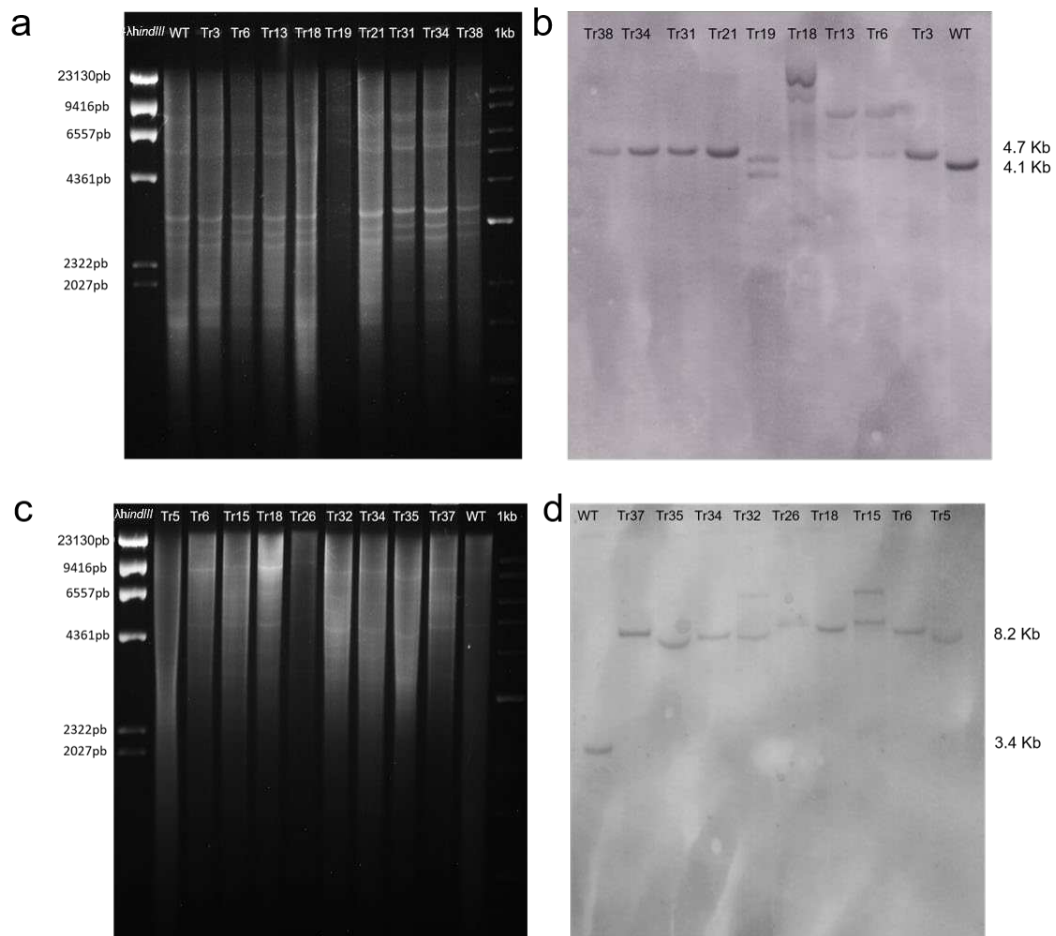 a
λhindIII WT Tr3 Tr6 Tr13 Tr18 Tr19 Tr21 Tr31 Tr34 Tr38 1kb
23130pb
9416pb
6557pb
4361pb
2322pb
2027pb
b
Tr38 Tr34 Tr31 Tr21 Tr19 Tr18 Tr13 Tr6 Tr3 WT
4.7 Kb
4.1 Kb
c
λhindIII Tr5 Tr6 Tr15 Tr18 Tr26 Tr32 Tr34 Tr35 Tr37 WT 1kb
23130pb
9416pb
6557pb
4361pb
2322pb
2027pb
d
WT Tr37 Tr35 Tr34 Tr32 Tr26 Tr18 Tr15 Tr6 Tr5
8.2 Kb
3.4 Kb